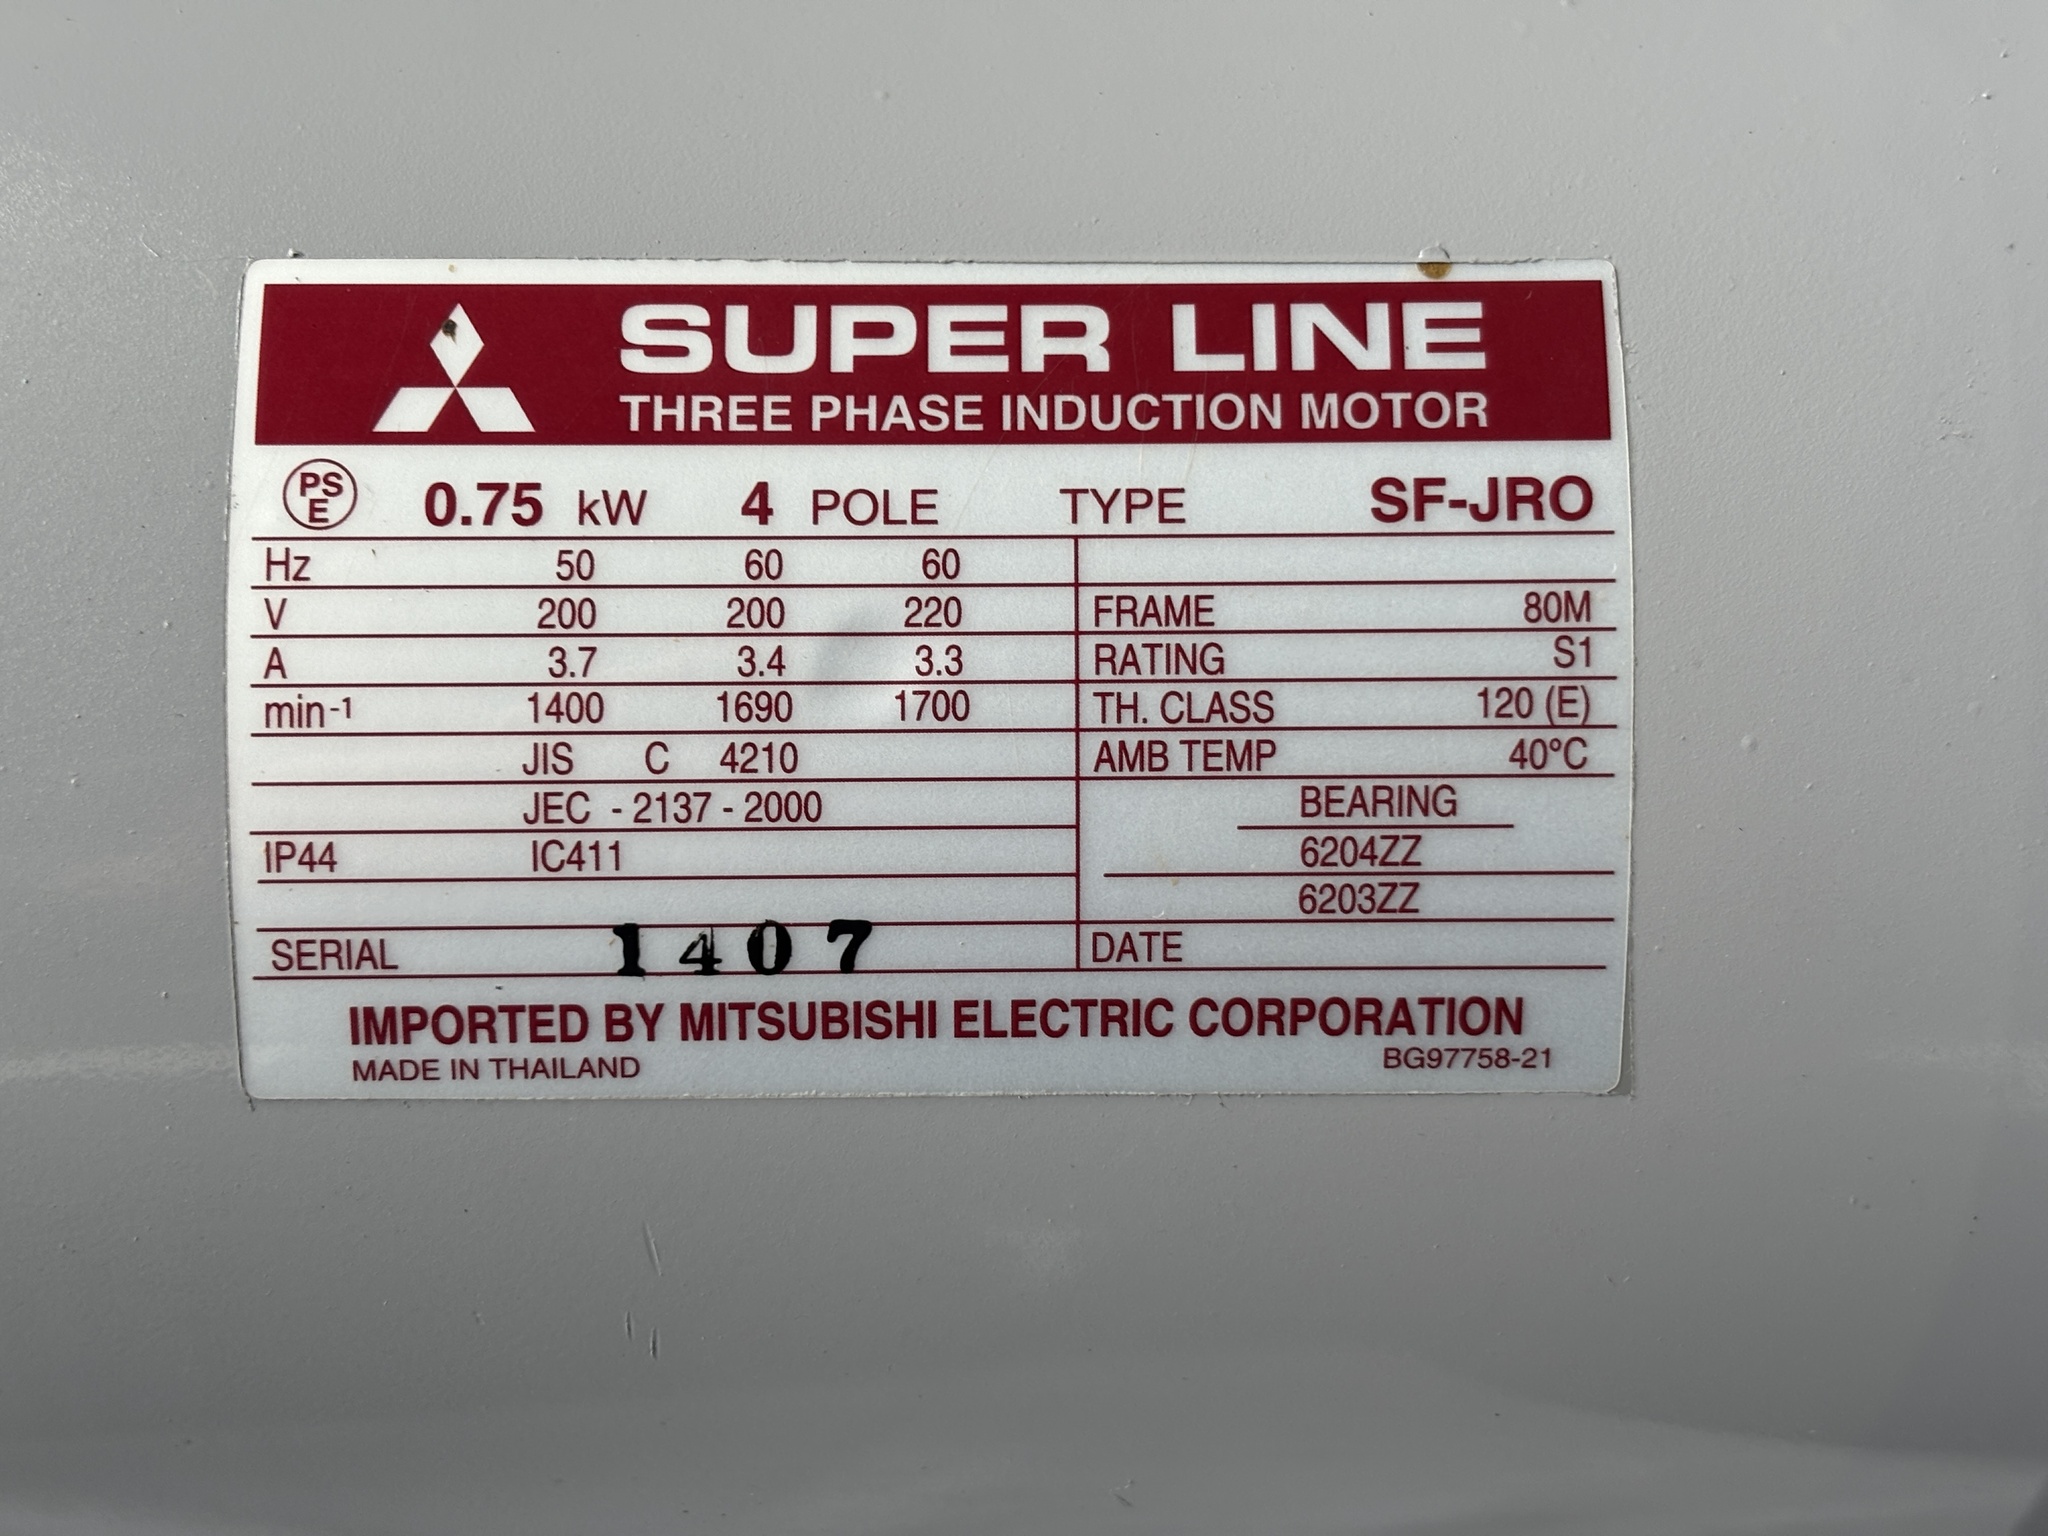 SUPER LINE
THREE PHASE INDUCTION MOTOR
PS E 0.75 kW 4 POLE TYPE SF-JRO
Hz 50 60 60
V 200 200 220 FRAME 80M
A 3.7 3.4 3.3 RATING S1
min-1 1400 1690 1700 TH. CLASS 120 (E)
JIS C 4210 AMB TEMP 40°C
JEC - 2137 - 2000 BEARING
IP44 IC411 6204ZZ
6203ZZ
SERIAL 1407 DATE
IMPORTED BY MITSUBISHI ELECTRIC CORPORATION
MADE IN THAILAND BG97758-21